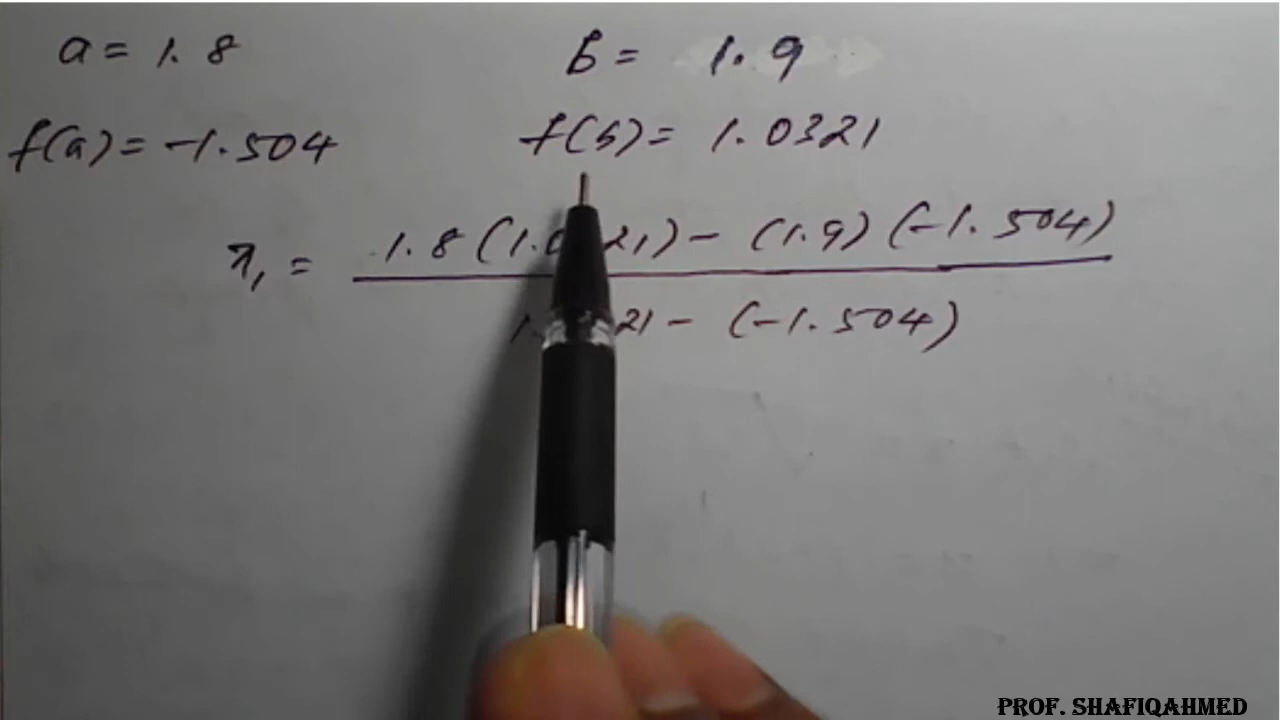 a = 1.8 b = 1.9
f(a) = -1.504 f(b) = 1.0321
x₁ = 1.8 (1.0321) - (1.9) (-1.504)
21 - (-1.504)
PROF. SHAFIQAHMED